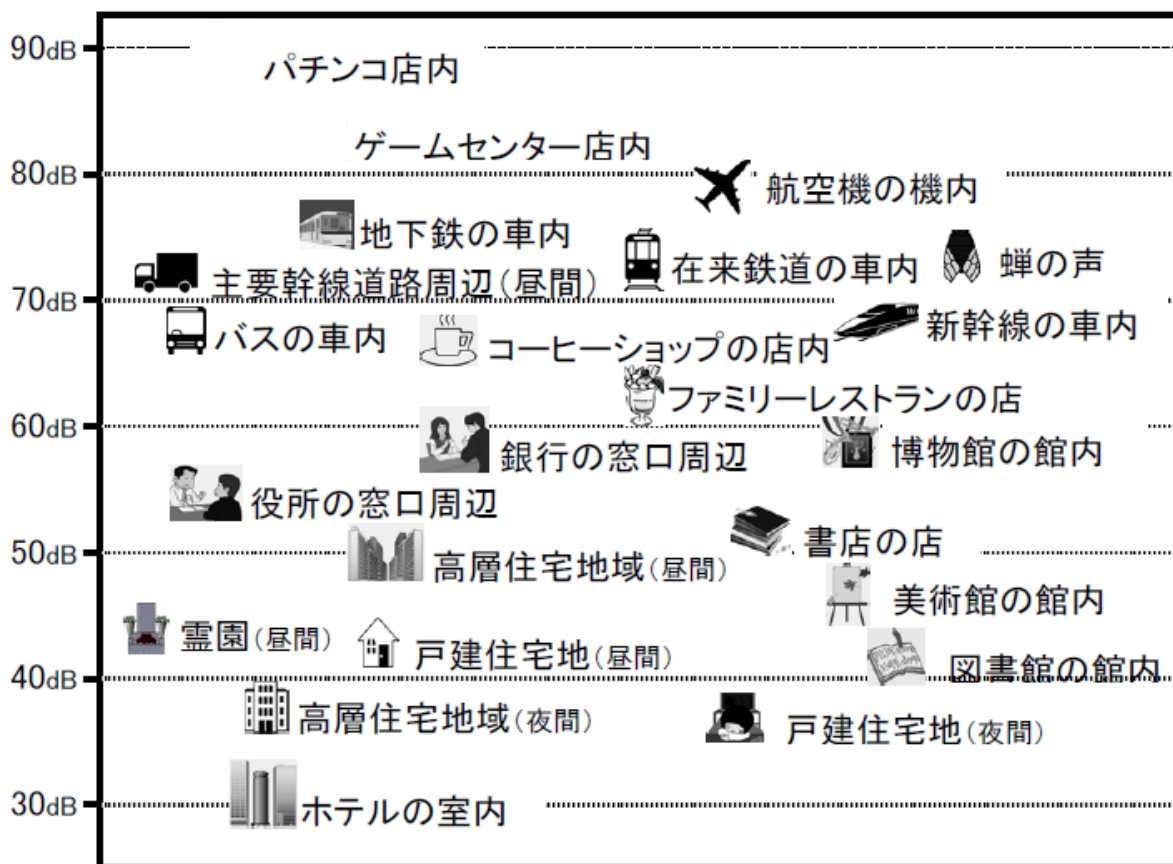 90dB
パチンコ店内
ゲームセンター店内
80dB
航空機の機内
地下鉄の車内
在来鉄道の車内
蝉の声
主要幹線道路周辺(昼間)
70dB
新幹線の車内
バスの車内
コーヒーショップの店内
ファミリーレストランの店
60dB
銀行の窓口周辺
博物館の館内
役所の窓口周辺
書店の店
50dB
高層住宅地域(昼間)
美術館の館内
霊園(昼間)
戸建住宅地(昼間)
図書館の館内
40dB
高層住宅地域(夜間)
戸建住宅地(夜間)
30dB
ホテルの室内